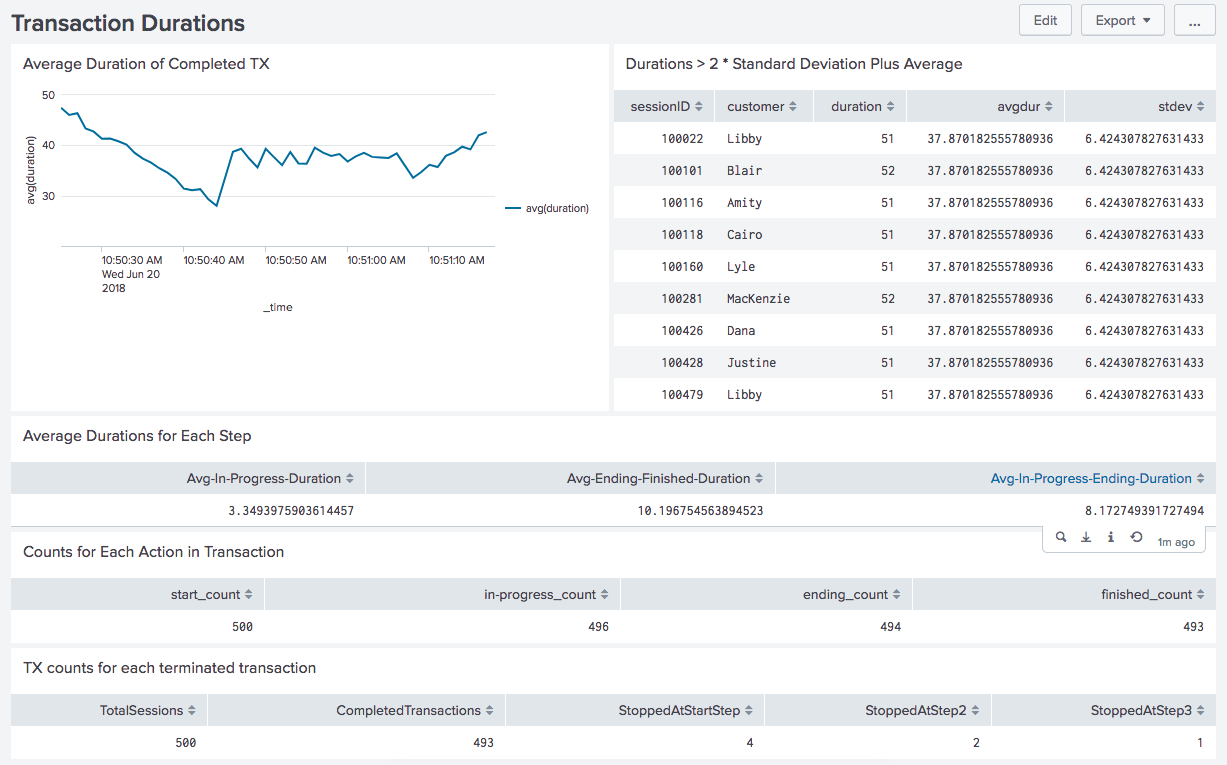 Transaction Durations
Edit
Export
...
Average Duration of Completed TX
50
40
30
avg(duration)
avg(duration)
10:50:30 AM 10:50:40 AM 10:50:50 AM 10:51:00 AM 10:51:10 AM
Wed Jun 20
2018
_time
Durations > 2 * Standard Deviation Plus Average
sessionID customer duration avgdur stdev
100022 Libby 51 37.870182555780936 6.424307827631433
100101 Blair 52 37.870182555780936 6.424307827631433
100116 Amity 51 37.870182555780936 6.424307827631433
100118 Cairo 51 37.870182555780936 6.424307827631433
100160 Lyle 51 37.870182555780936 6.424307827631433
100281 MacKenzie 52 37.870182555780936 6.424307827631433
100426 Dana 51 37.870182555780936 6.424307827631433
100428 Justine 51 37.870182555780936 6.424307827631433
100479 Libby 51 37.870182555780936 6.424307827631433
Average Durations for Each Step
Avg-In-Progress-Duration Avg-Ending-Finished-Duration Avg-In-Progress-Ending-Duration
3.3493975903614457 10.196754563894523 8.172749391727494
1m ago
Counts for Each Action in Transaction
start_count in-progress_count ending_count finished_count
500 496 494 493
TX counts for each terminated transaction
TotalSessions CompletedTransactions StoppedAtStartStep StoppedAtStep2 StoppedAtStep3
500 493 4 2 1